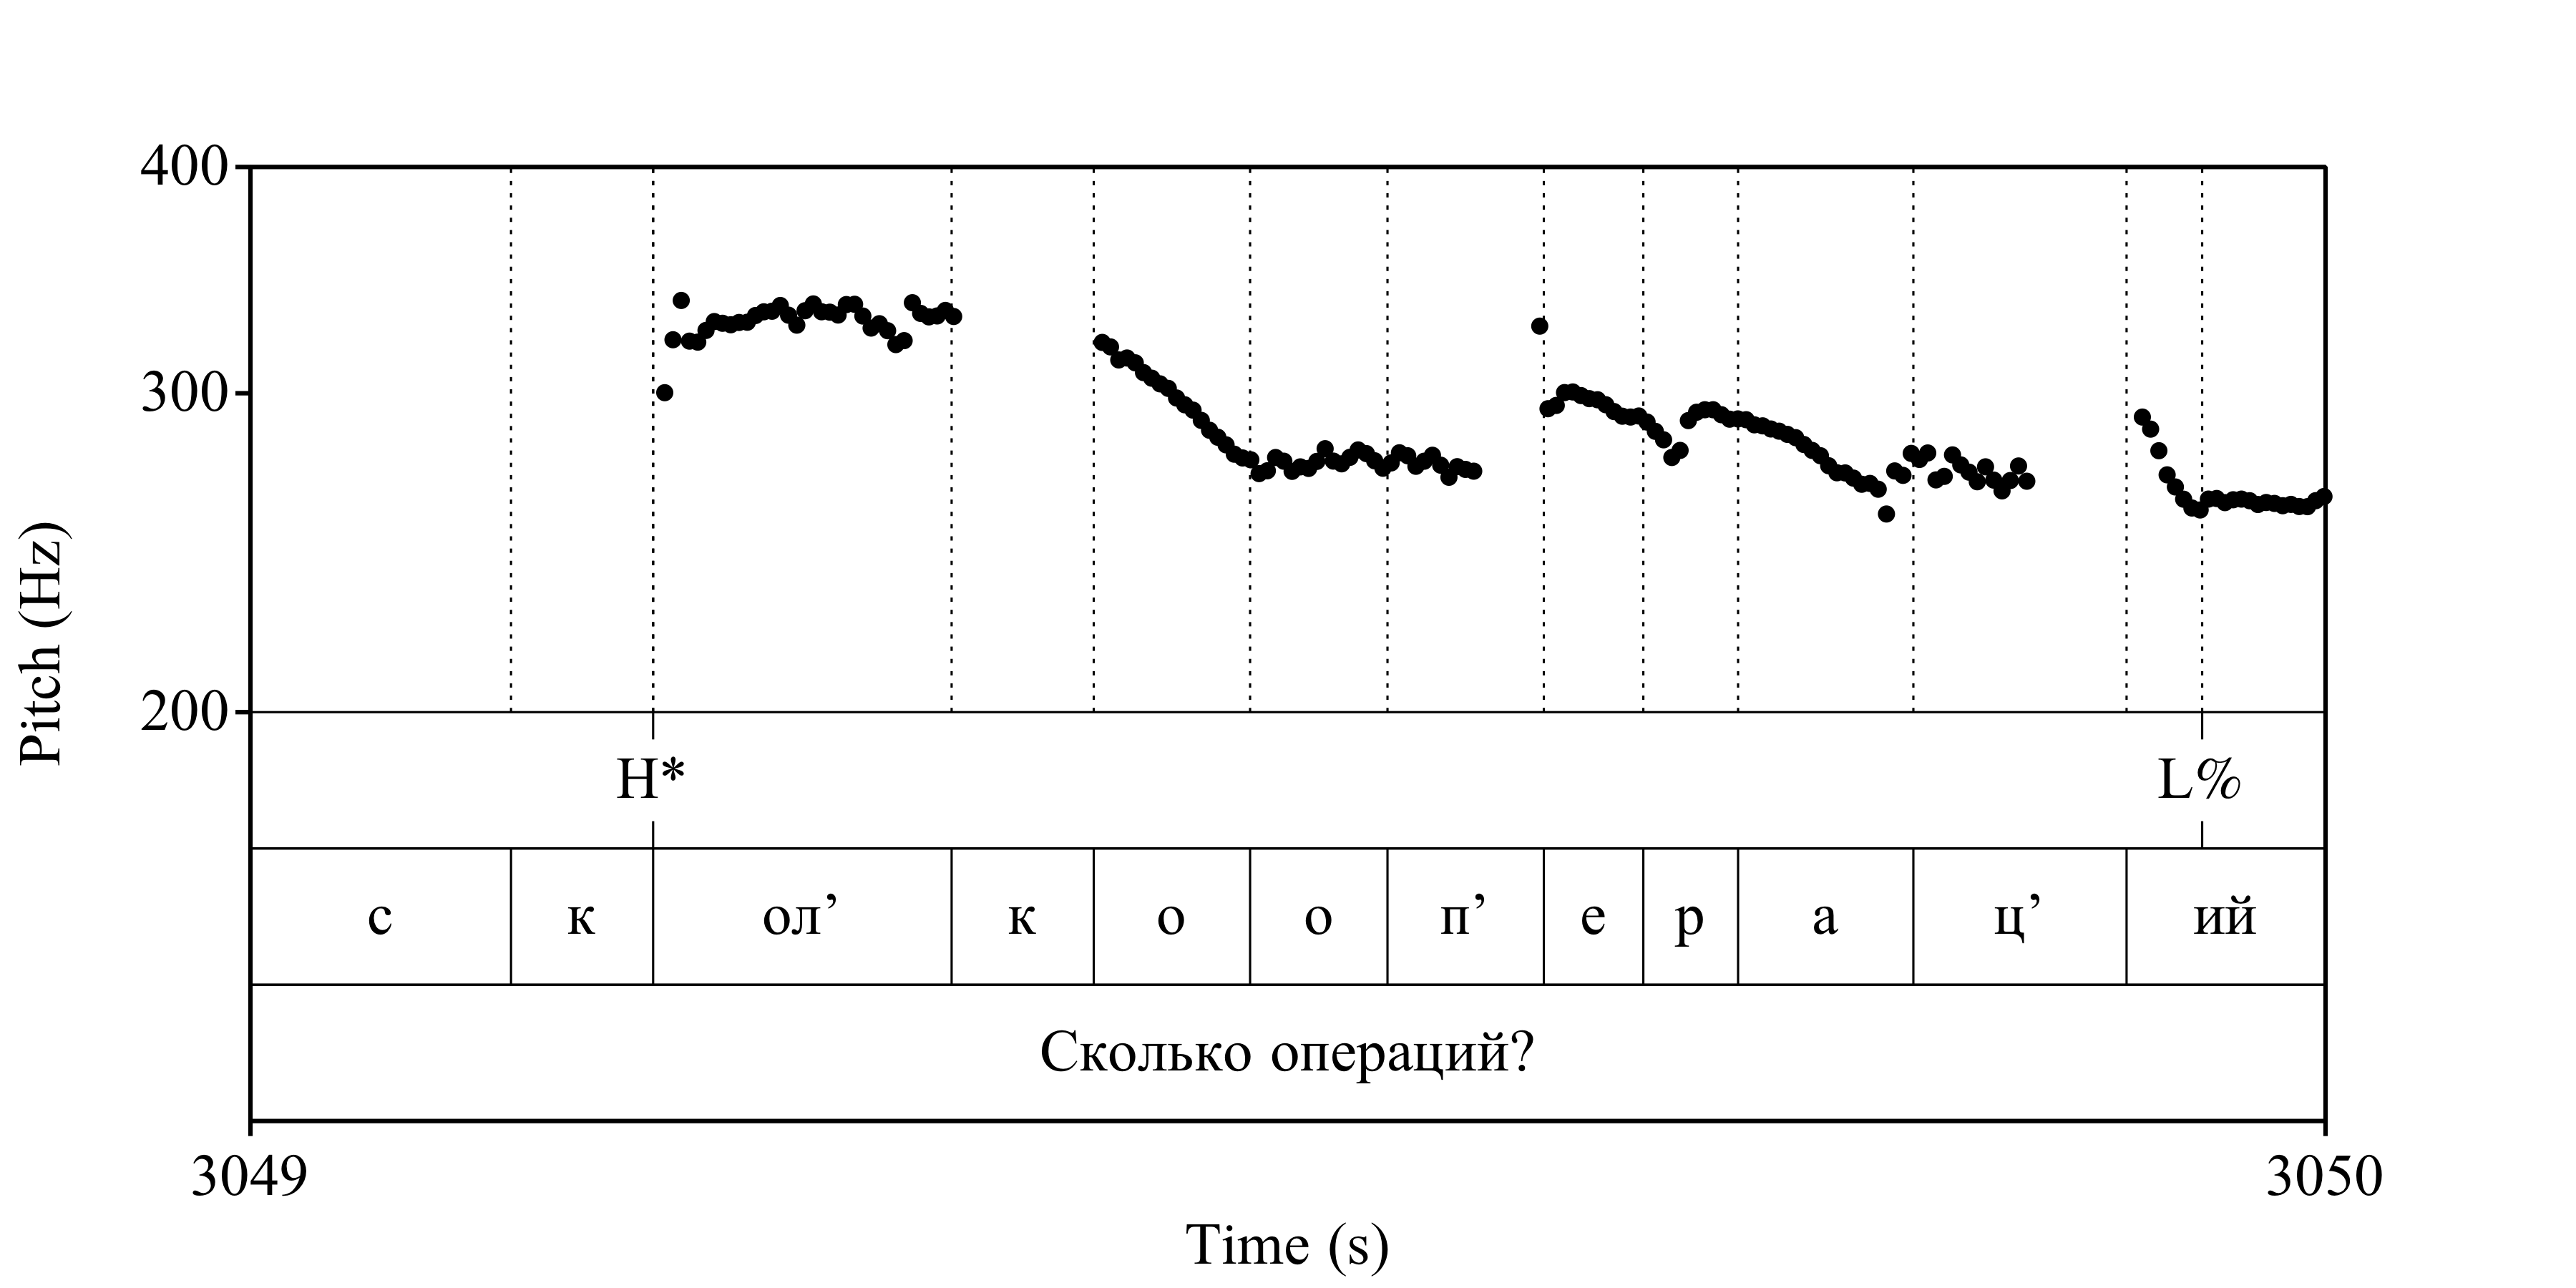 400
300
200
Pitch (Hz)
H* L%
с к ол’ к о о п’ е р а ц’ ий
Сколько операций?
3049 3050
Time (s)